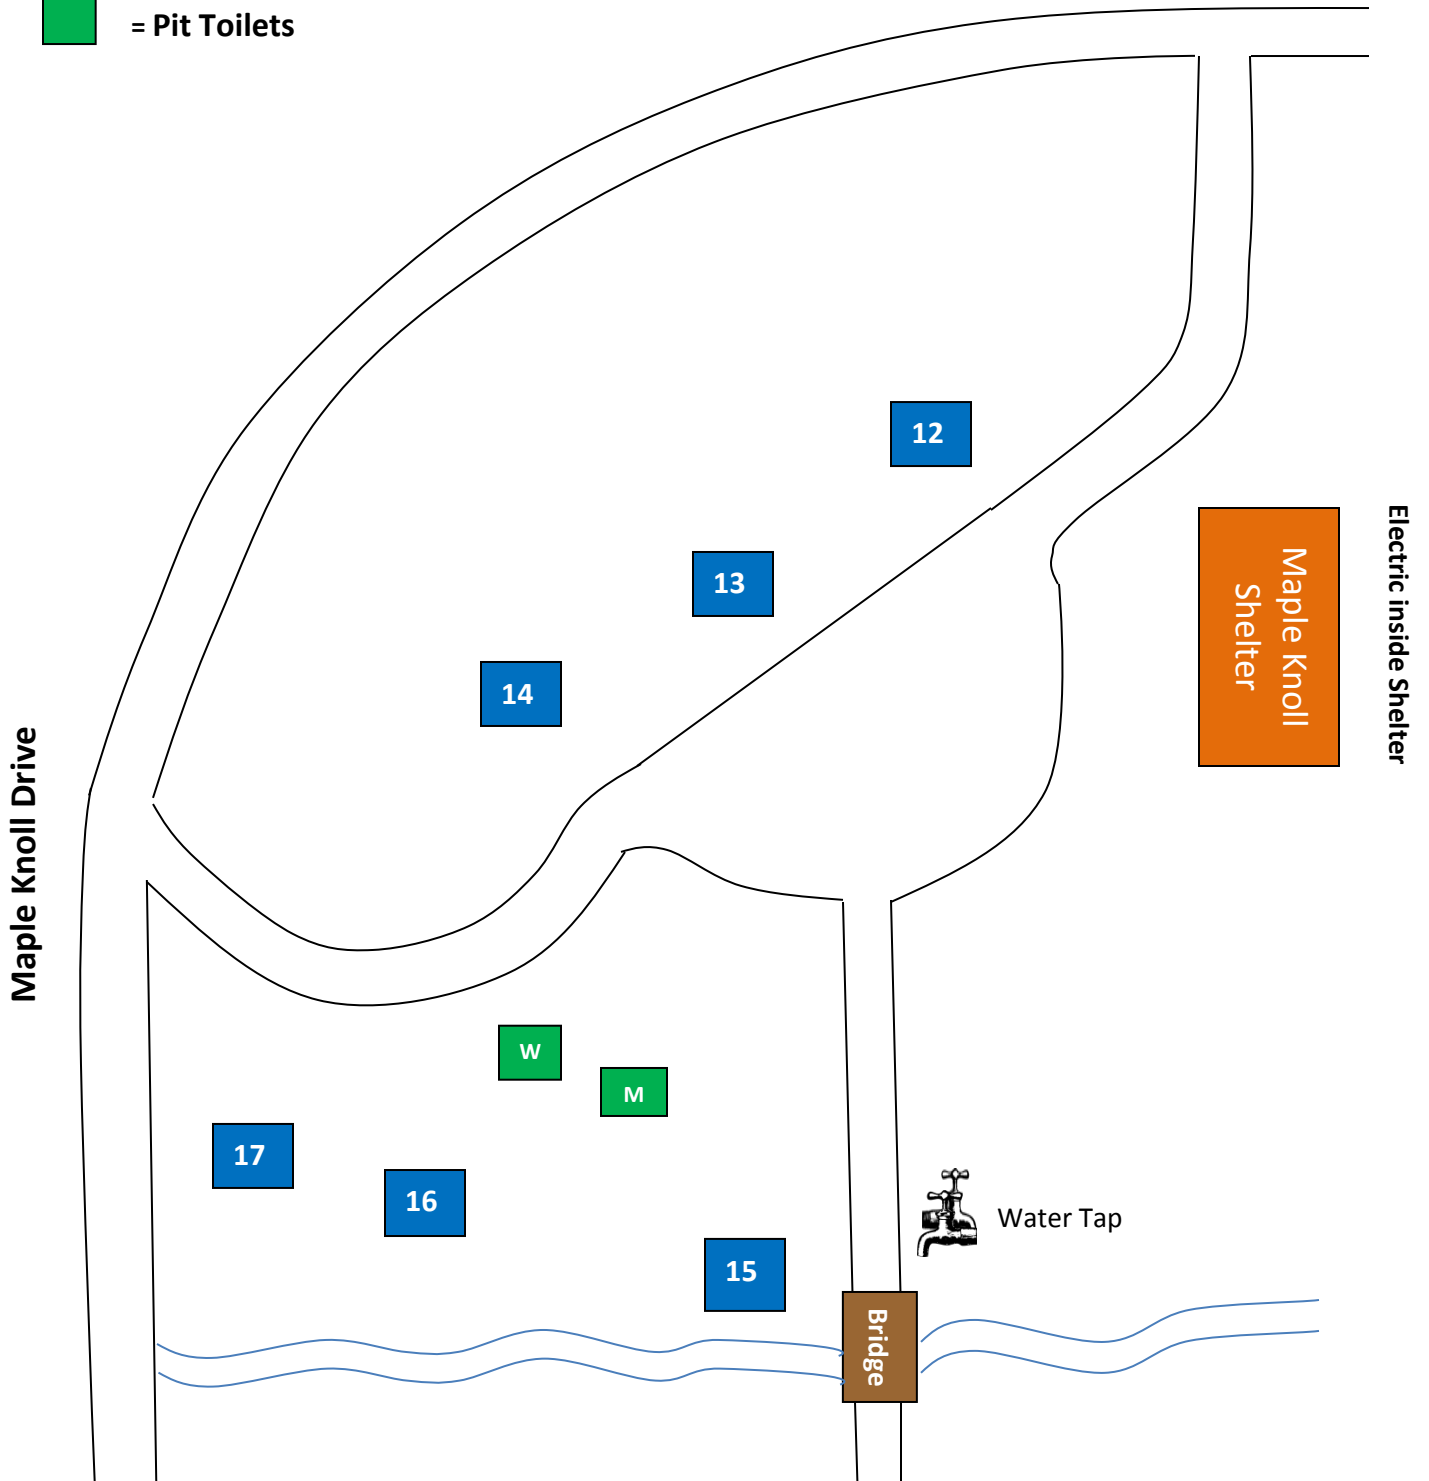 = Pit Toilets
12
13
14
Maple Knoll
Shelter
Electric inside Shelter
Maple Knoll Drive
W
M
17
16
15
Water Tap
Bridge